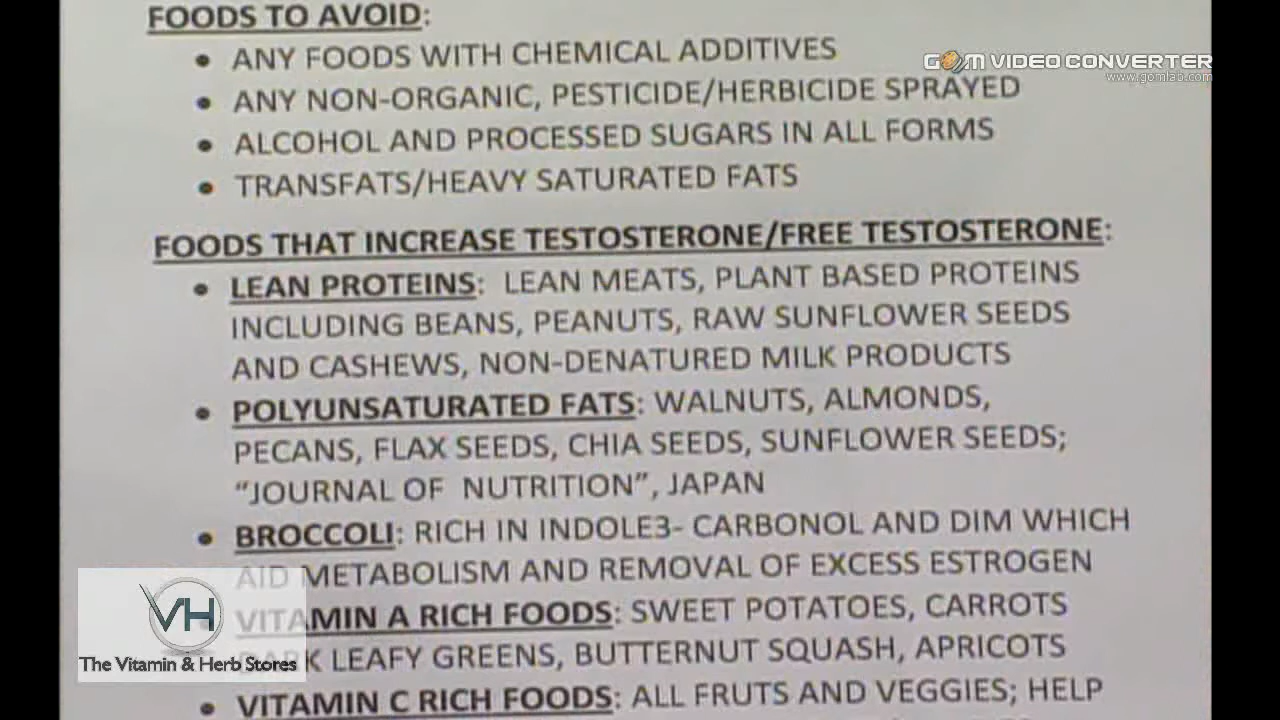 FOODS TO AVOID:
• ANY FOODS WITH CHEMICAL ADDITIVES
• ANY NON-ORGANIC, PESTICIDE/HERBICIDE SPRAYED
• ALCOHOL AND PROCESSED SUGARS IN ALL FORMS
• TRANSFATS/HEAVY SATURATED FATS
FOODS THAT INCREASE TESTOSTERONE/FREE TESTOSTERONE:
• LEAN PROTEINS: LEAN MEATS, PLANT BASED PROTEINS
INCLUDING BEANS, PEANUTS, RAW SUNFLOWER SEEDS
AND CASHEWS, NON-DENATURED MILK PRODUCTS
• POLYUNSATURATED FATS: WALNUTS, ALMONDS,
PECANS, FLAX SEEDS, CHIA SEEDS, SUNFLOWER SEEDS;
"JOURNAL OF NUTRITION", JAPAN
• BROCCOLI: RICH IN INDOLE3- CARBONOL AND DIM WHICH
AID METABOLISM AND REMOVAL OF EXCESS ESTROGEN
VITAMIN A RICH FOODS: SWEET POTATOES, CARROTS
DARK LEAFY GREENS, BUTTERNUT SQUASH, APRICOTS
• VITAMIN C RICH FOODS: ALL FRUITS AND VEGGIES; HELP
GOM VIDEO CONVERTER
www.gomlab.com
VH
The Vitamin & Herb Stores